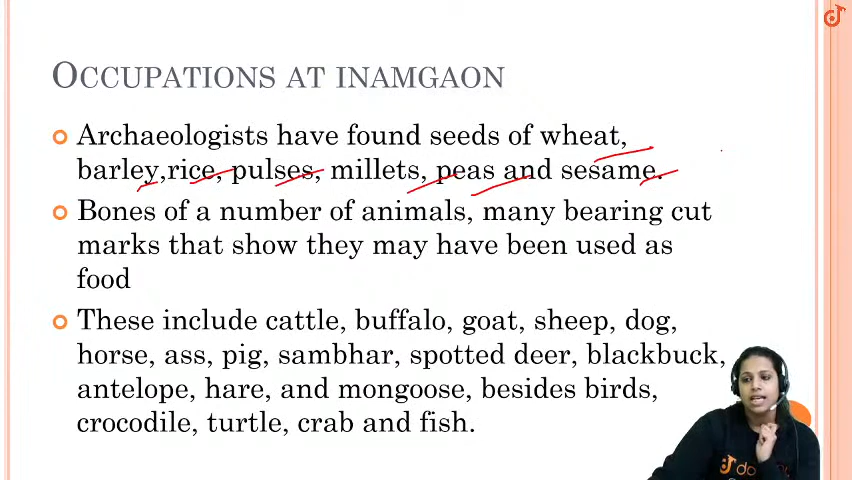 OCCUPATIONS AT INAMGAON
Archaeologists have found seeds of wheat,
barley,rice, pulses, millets, peas and sesame.
Bones of a number of animals, many bearing cut
marks that show they may have been used as
food
These include cattle, buffalo, goat, sheep, dog,
horse, ass, pig, sambhar, spotted deer, blackbuck,
antelope, hare, and mongoose, besides birds,
crocodile, turtle, crab and fish.